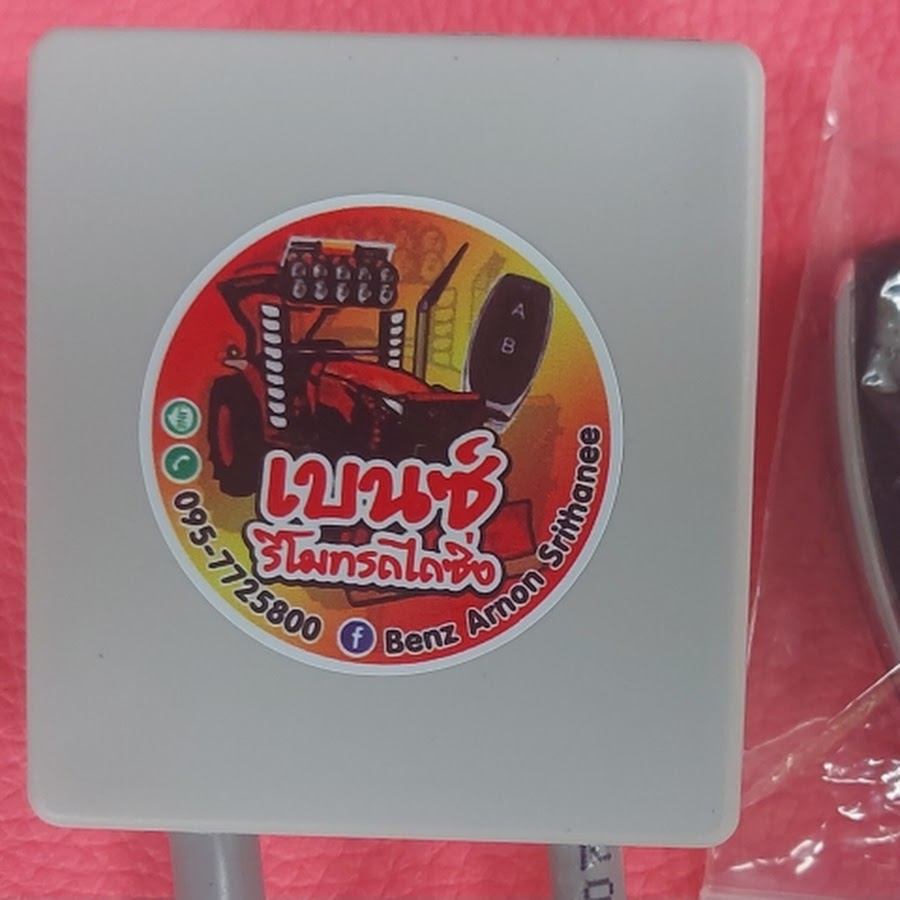 A
B
เบนซ์
รีโมทรถไถซิ่ง
LINE
095-7725800
Benz Arnon Srithanee